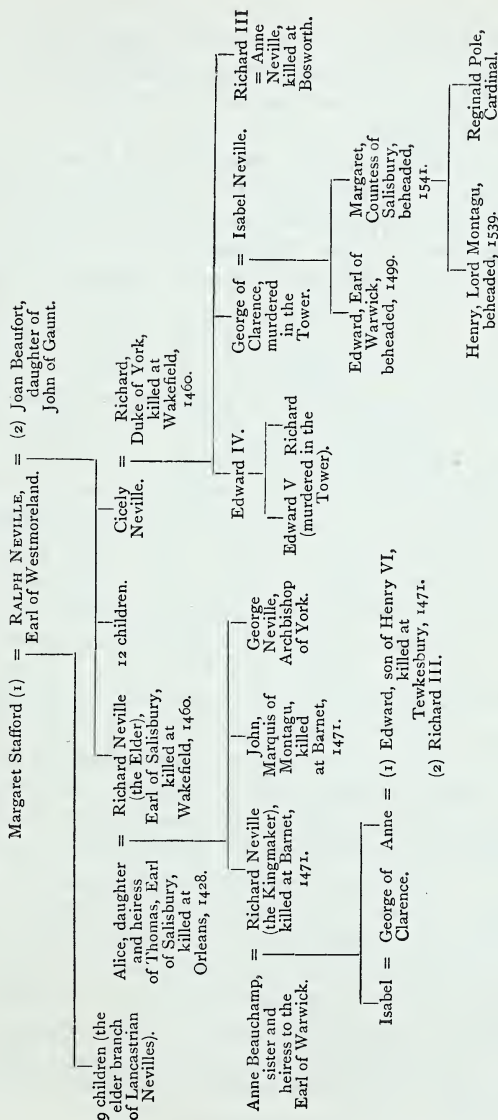 Margaret Stafford (1) = RALPH NEVILLE, = (2) Joan Beaufort,
Earl of Westmoreland. daughter of
John of Gaunt.
9 children (the
elder branch
of Lancastrian
Nevilles).
Alice, daughter
and heiress
of Thomas, Earl
of Salisbury,
killed at
Orleans, 1428.
=
Richard Neville
(the Elder),
Earl of Salisbury,
killed at
Wakefield, 1460.
12 children.
Cicely
Neville.
=
Richard,
Duke of York,
killed at
Wakefield,
1460.
Anne Beauchamp,
sister and
heiress to the
Earl of Warwick.
=
Richard Neville
(the Kingmaker),
killed at Barnet,
1471.
John,
Marquis of
Montagu,
killed
at Barnet,
1471.
George
Neville,
Archbishop
of York.
Edward IV.
George of
Clarence,
murdered
in the
Tower.
= Isabel Neville.
Richard III
= Anne
Neville,
killed at
Bosworth.
Isabel = George of
Clarence.
Anne = (1) Edward, son of Henry VI,
killed at
Tewkesbury, 1471.
(2) Richard III.
Edward V Richard
(murdered in the
Tower).
Edward, Earl of
Warwick,
beheaded, 1499.
Margaret,
Countess of
Salisbury,
beheaded,
1541.
Henry, Lord Montagu,
beheaded, 1539.
Reginald Pole,
Cardinal.